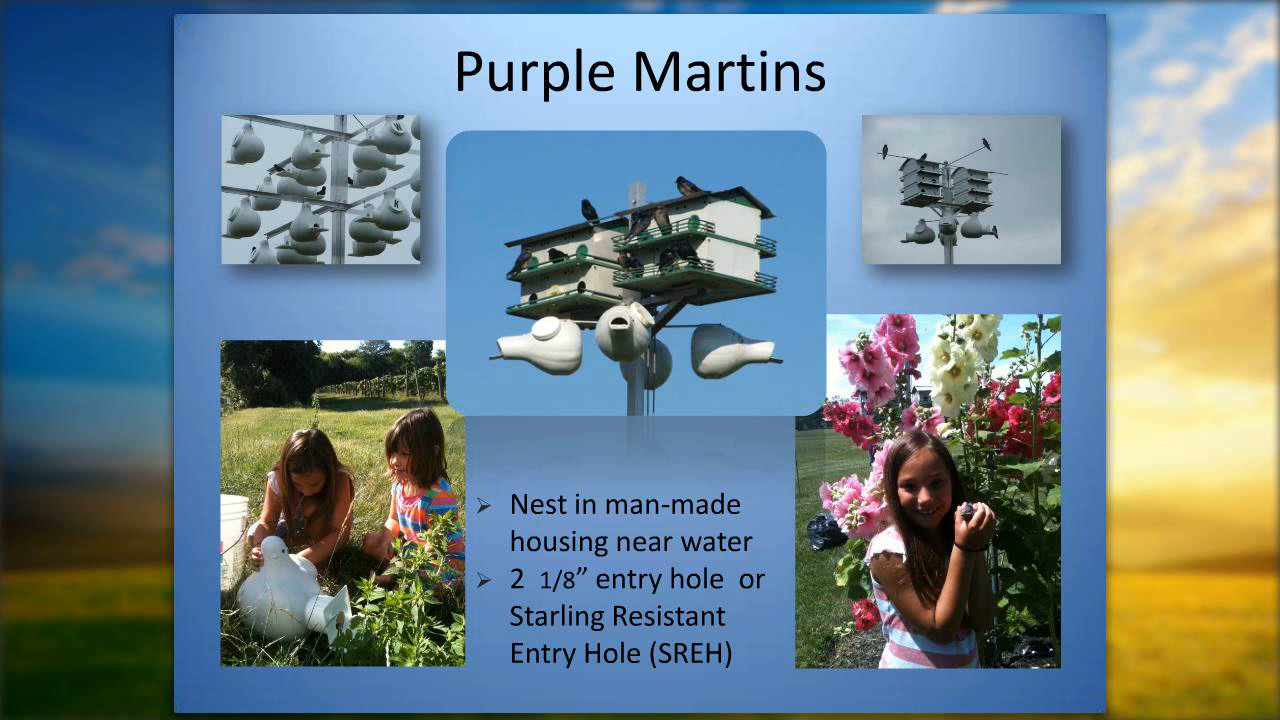 Purple Martins
Nest in man-made
housing near water
2 1/8” entry hole or
Starling Resistant
Entry Hole (SREH)